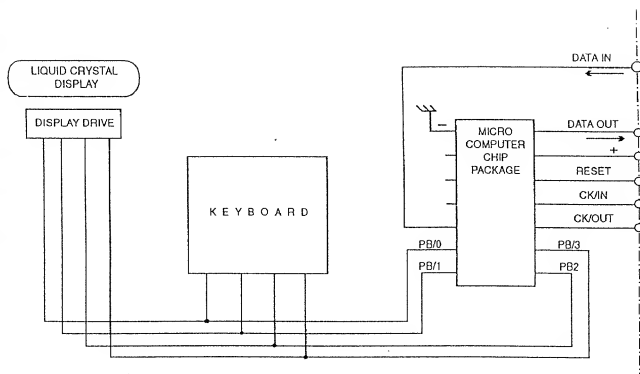 LIQUID CRYSTAL
DISPLAY
DISPLAY DRIVE
KEYBOARD
MICRO
COMPUTER
CHIP
PACKAGE
DATA IN
DATA OUT
+
RESET
CK/IN
CK/OUT
−
PB/0
PB/1
PB/3
PB2